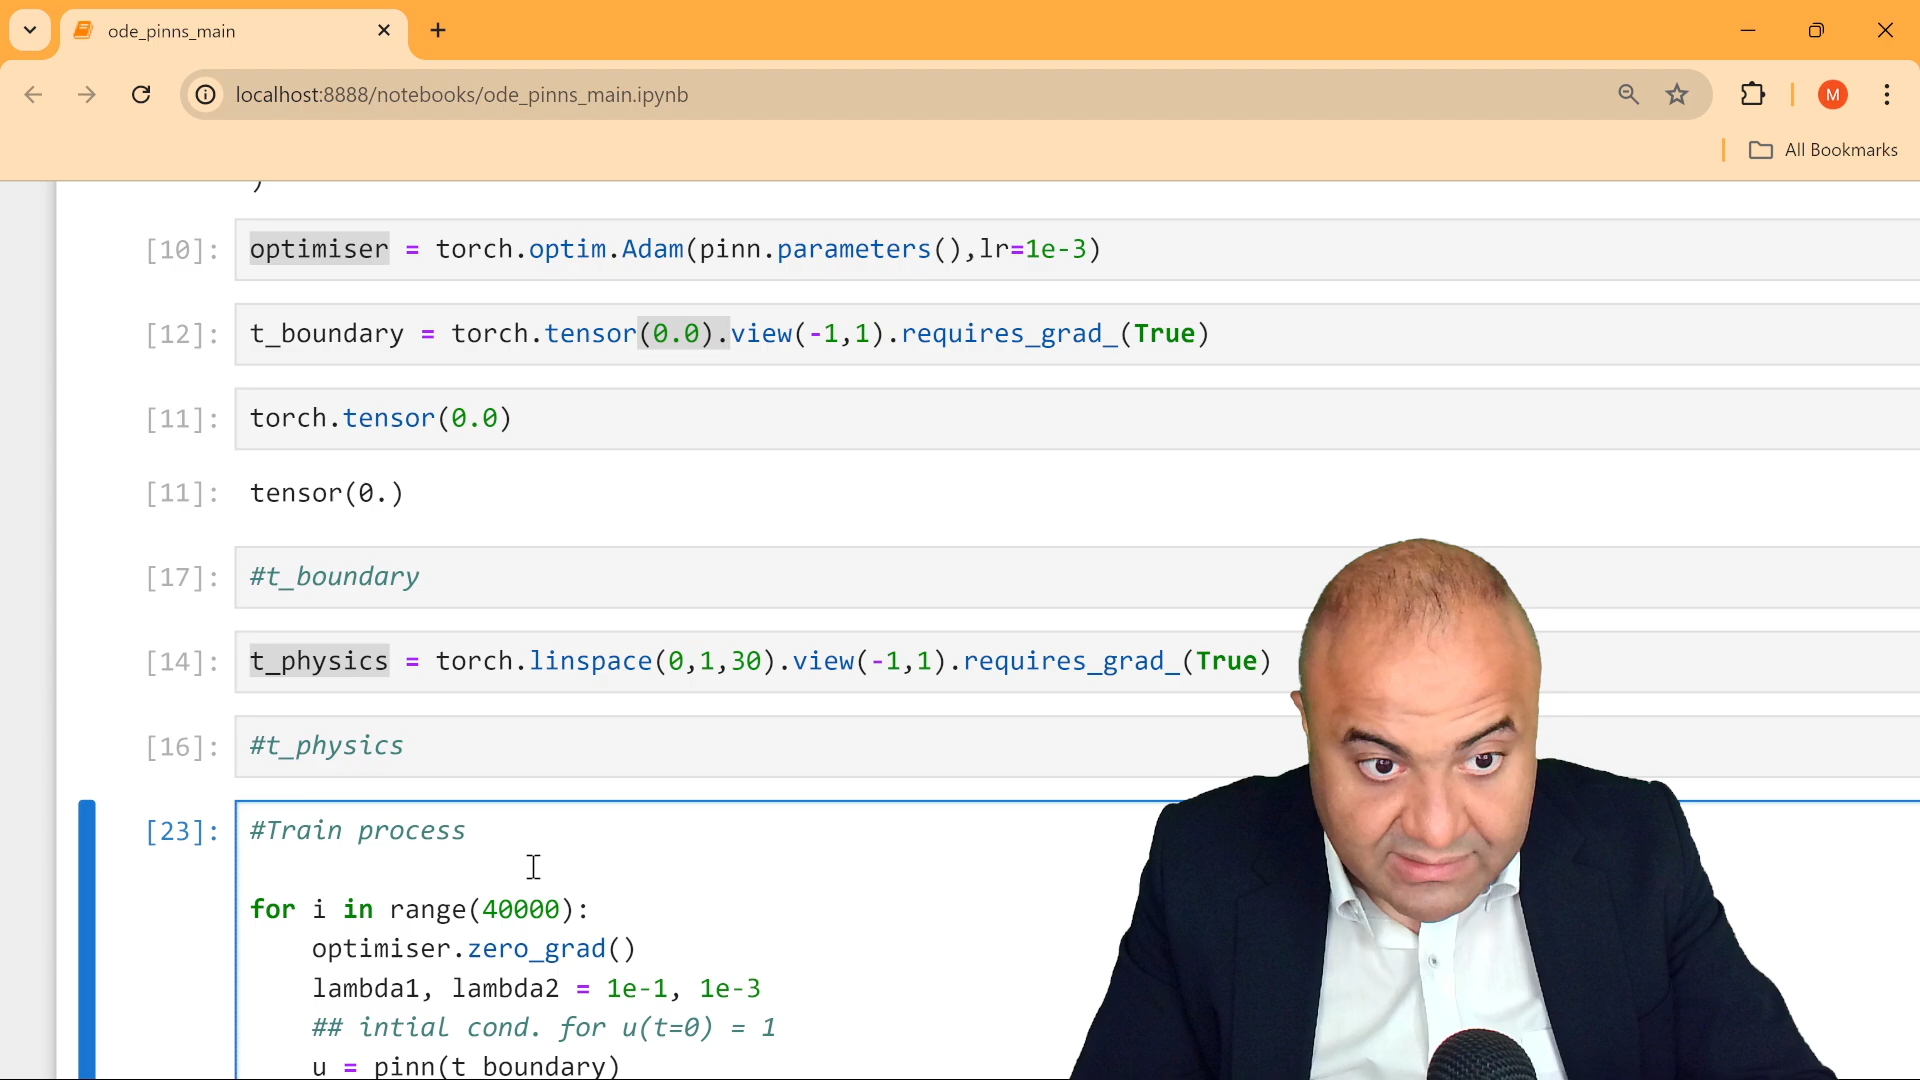 ode_pinns_main
localhost:8888/notebooks/ode_pinns_main.ipynb
M
All Bookmarks
)
[10]: optimiser = torch.optim.Adam(pinn.parameters(),lr=1e-3)
[12]: t_boundary = torch.tensor(0.0).view(-1,1).requires_grad_(True)
[11]: torch.tensor(0.0)
[11]: tensor(0.)
[17]: #t_boundary
[14]: t_physics = torch.linspace(0,1,30).view(-1,1).requires_grad_(True)
[16]: #t_physics
[23]: #Train process
for i in range(40000):
optimiser.zero_grad()
lambda1, lambda2 = 1e-1, 1e-3
## intial cond. for u(t=0) = 1
u = pinn(t_boundary)